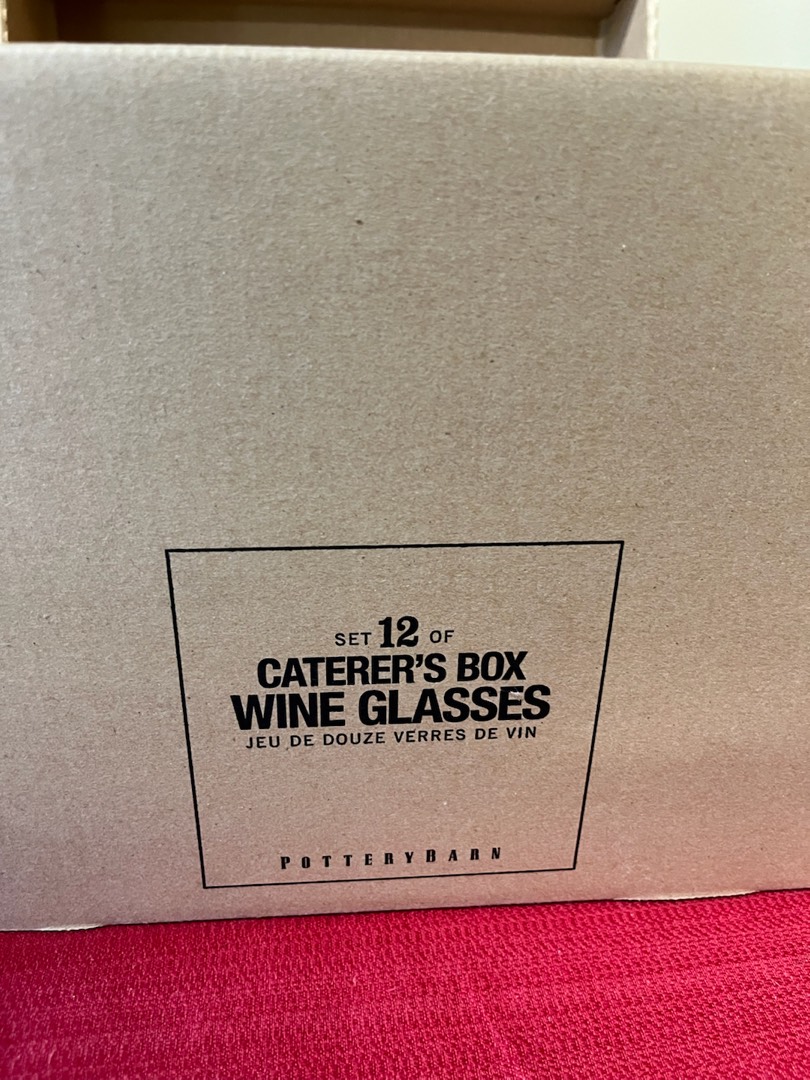 SET 12 OF
CATERER'S BOX
WINE GLASSES
JEU DE DOUZE VERRES DE VIN
POTTERYBARN